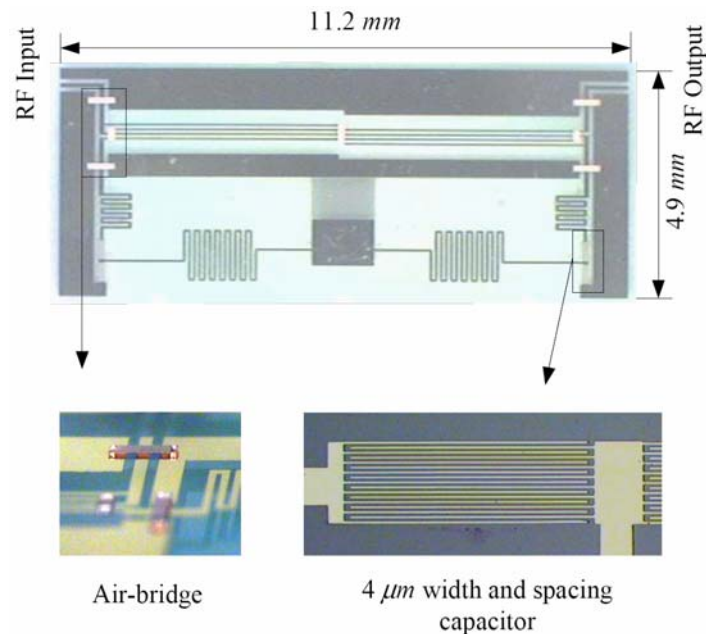 11.2 mm
RF Input
RF Output
4.9 mm
Air-bridge
4 μm width and spacing
capacitor